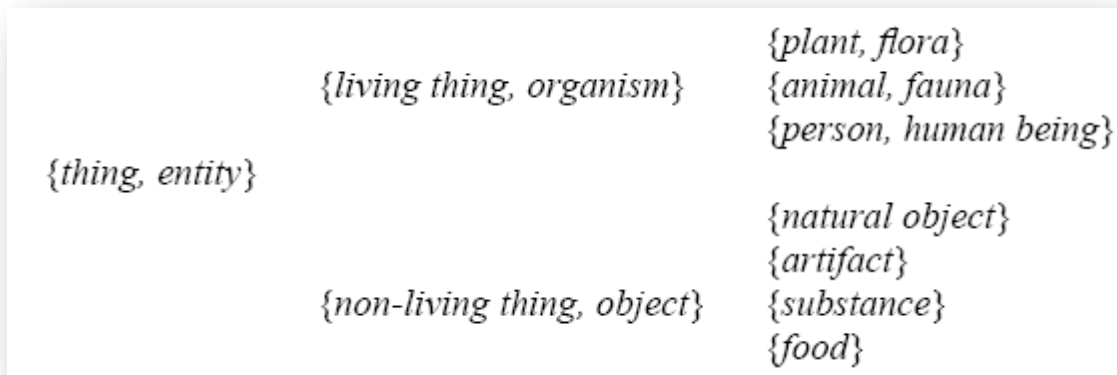 {plant, flora}
{living thing, organism} {animal, fauna}
{person, human being}
{thing, entity}
{natural object}
{artifact}
{non-living thing, object} {substance}
{food}